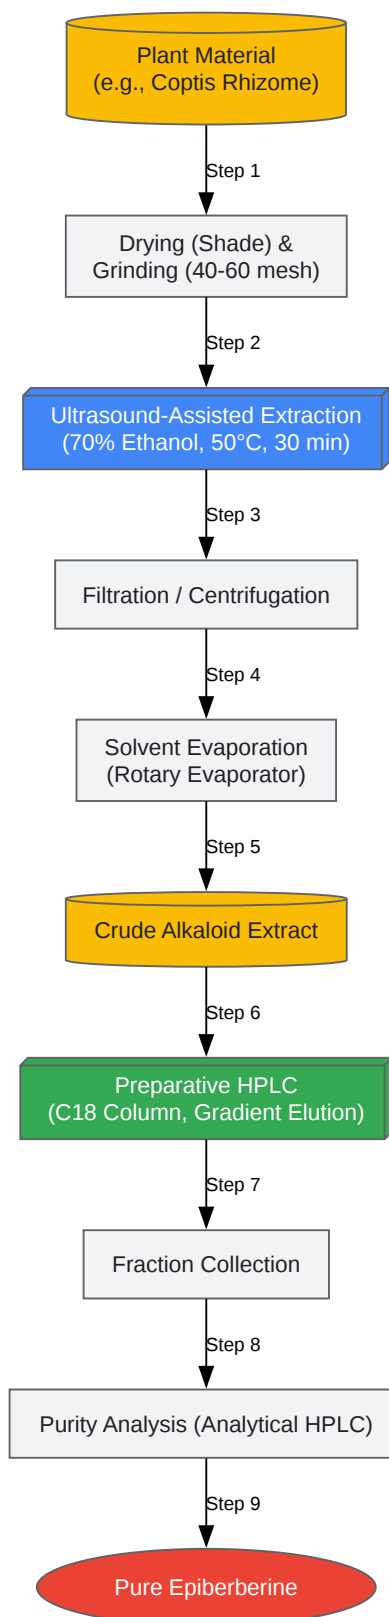 Plant Material
(e.g., Coptis Rhizome)
Step 1
Drying (Shade) &
Grinding (40-60 mesh)
Step 2
Ultrasound-Assisted Extraction
(70% Ethanol, 50°C, 30 min)
Step 3
Filtration / Centrifugation
Step 4
Solvent Evaporation
(Rotary Evaporator)
Step 5
Crude Alkaloid Extract
Step 6
Preparative HPLC
(C18 Column, Gradient Elution)
Step 7
Fraction Collection
Step 8
Purity Analysis (Analytical HPLC)
Step 9
Pure Epiberberine